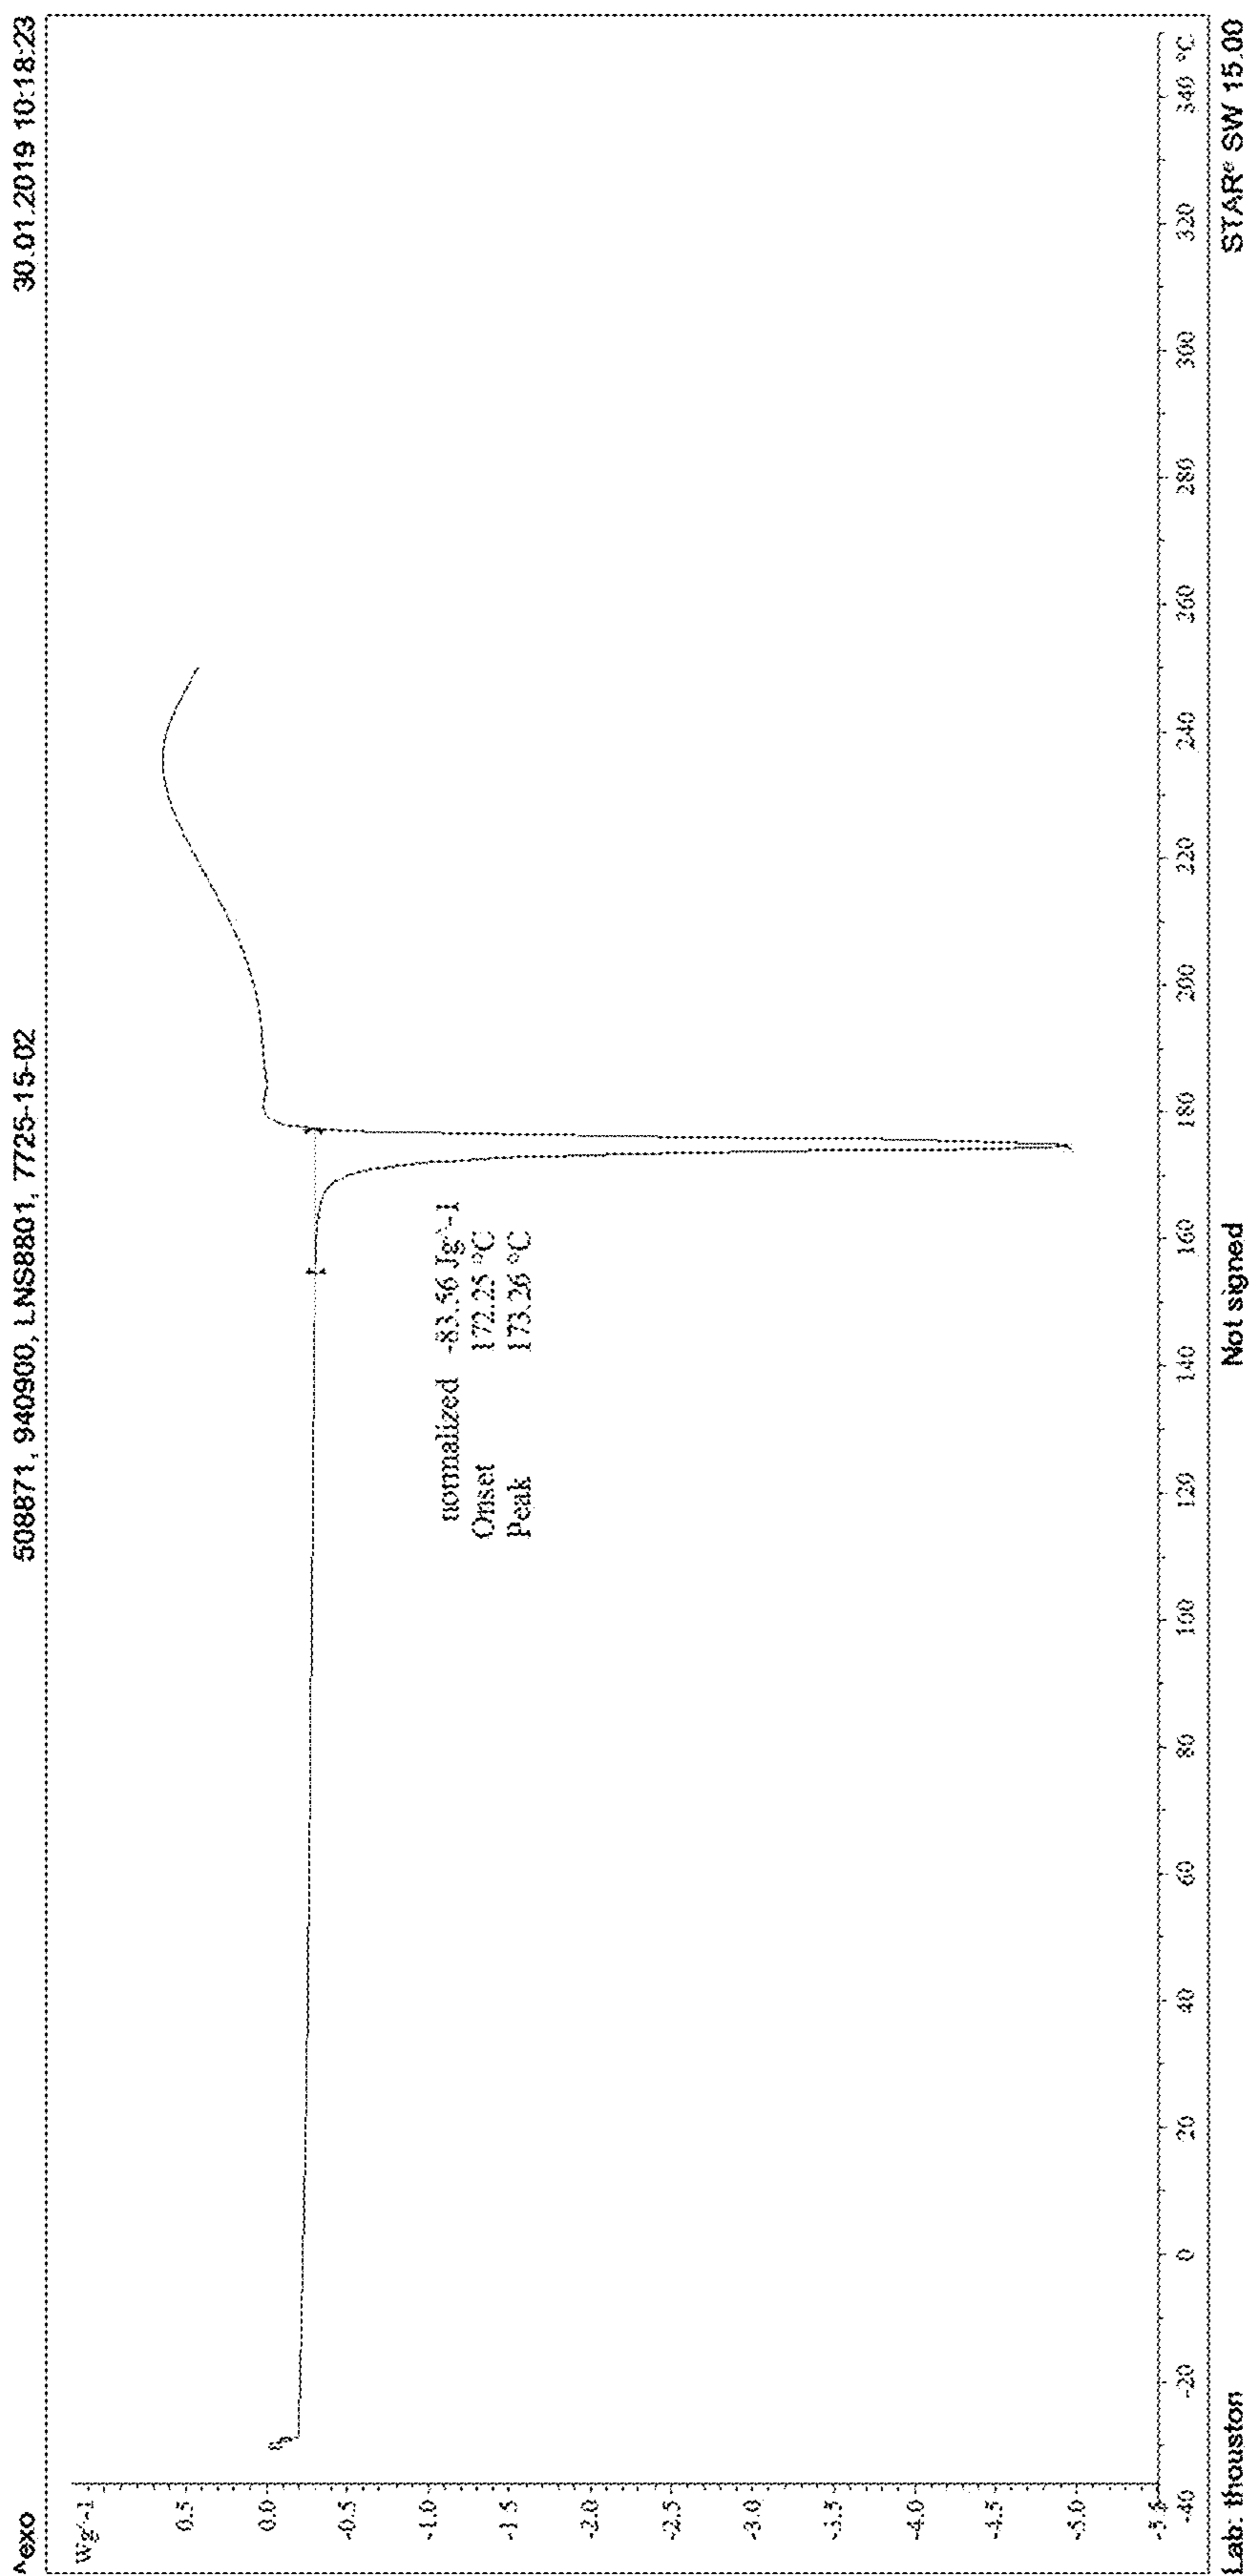 ^exo
508871, 940900, LNS8801, 7725-15-02
30.01.2019 10:18:23
Wg^-1
0.5
0.0
-0.5
-1.0
-1.5
-2.0
-2.5
-3.0
-3.5
-4.0
-4.5
-5.0
-5.5
normalized -83.56 Jg^-1
Onset 172.25 °C
Peak 173.26 °C
-40 -20 0 20 40 60 80 100 120 140 160 180 200 220 240 260 280 300 320 340 °C
Lab: thouston
Not signed
STARe SW 15.00